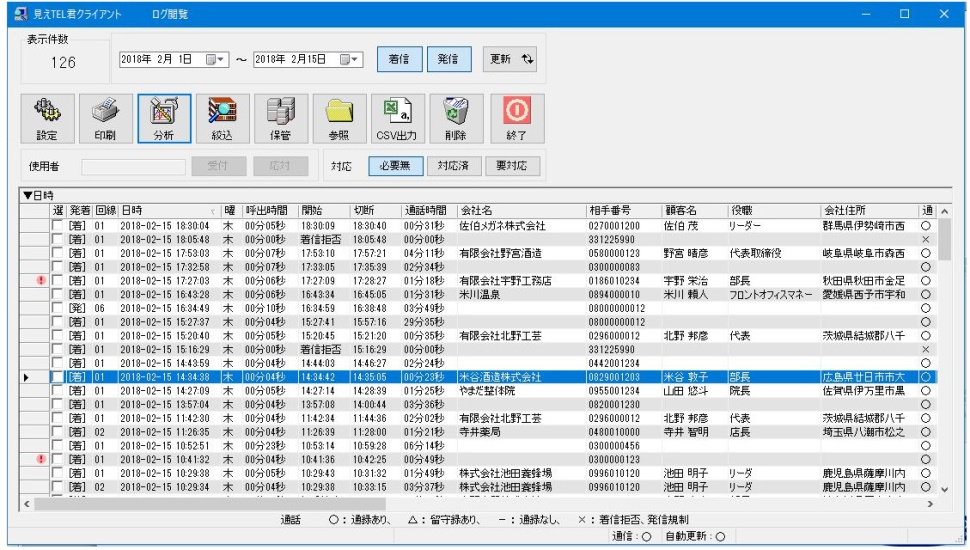 見えTEL君クライアント ログ閲覧
表示件数
126
2018年 2月 1日 ～ 2018年 2月15日 着信 発信 更新
設定 印刷 分析 絞込 保管 参照 CSV出力 削除 終了
使用者 受付 応対 対応 必要無 対応済 要対応
▼日時
選 発着 回線 日時 曜 呼出時間 開始 切断 通話時間 会社名 相手番号 顧客名 役職 会社住所 通
[着] 01 2018-02-15 18:30:04 木 00分05秒 18:30:09 18:30:40 00分31秒 佐伯メガネ株式会社 0270001200 佐伯 茂 リーダー 群馬県伊勢崎市西 ○
[着] 01 2018-02-15 18:05:48 木 00分00秒 着信拒否 18:05:48 00分00秒 331225990 ×
[着] 01 2018-02-15 17:53:03 木 00分07秒 17:53:10 17:57:21 04分11秒 有限会社野宮酒造 0580000123 野宮 晴彦 代表取締役 岐阜県岐阜市森西 ○
[着] 01 2018-02-15 17:32:58 木 00分07秒 17:33:05 17:35:39 02分34秒 0300000083 ○
[着] 01 2018-02-15 17:27:03 木 00分06秒 17:27:09 17:28:27 01分18秒 有限会社宇野工務店 0186010234 宇野 栄治 部長 秋田県秋田市金足 ○
[着] 01 2018-02-15 16:43:28 木 00分06秒 16:43:34 16:45:05 01分31秒 米川温泉 0894000010 米川 頼人 フロントオフィスマネー 愛媛県西予市宇和 ○
[発] 06 2018-02-15 16:34:49 木 00分10秒 16:34:59 16:38:48 03分49秒 08000000012 ○
[着] 01 2018-02-15 15:27:37 木 00分04秒 15:27:41 15:57:16 29分35秒 08000000012 ○
[着] 01 2018-02-15 15:20:40 木 00分05秒 15:20:45 15:21:20 00分35秒 有限会社北野工芸 0296000012 北野 邦彦 代表 茨城県結城郡八千 ○
[着] 01 2018-02-15 15:16:29 木 00分00秒 着信拒否 15:16:29 00分00秒 331225990 ×
[着] 01 2018-02-15 14:43:59 木 00分04秒 14:44:03 14:46:27 02分24秒 0442001234 ○
[着] 01 2018-02-15 14:34:38 木 00分04秒 14:34:42 14:35:05 00分23秒 米谷酒造株式会社 0829001203 米谷 敦子 部長 広島県廿日市市大 ○
[着] 01 2018-02-15 14:27:09 木 00分05秒 14:27:14 14:28:39 01分25秒 やまだ整体院 0955001234 山田 悠斗 院長 佐賀県伊万里市黒 ○
[着] 01 2018-02-15 13:57:04 木 00分04秒 13:57:08 14:00:44 03分36秒 0820001230 ○
[着] 01 2018-02-15 11:42:30 木 00分04秒 11:42:34 11:44:36 02分02秒 有限会社北野工芸 0296000012 北野 邦彦 代表 茨城県結城郡八千 ○
[着] 02 2018-02-15 11:26:35 木 00分04秒 11:26:39 11:28:00 01分21秒 寺井薬局 0480010000 寺井 智明 店長 埼玉県八潮市松之 ○
[着] 01 2018-02-15 10:52:51 木 00分23秒 10:53:14 10:59:28 06分14秒 0300000456 ○
[着] 01 2018-02-15 10:41:32 木 00分04秒 10:41:36 10:42:25 00分49秒 0300000123 ○
[着] 01 2018-02-15 10:29:38 木 00分05秒 10:29:43 10:31:32 01分49秒 株式会社池田養蜂場 0996010120 池田 明子 リーダ 鹿児島県薩摩川内 ○
[着] 02 2018-02-15 10:29:34 木 00分04秒 10:29:38 10:33:15 03分37秒 株式会社池田養蜂場 0996010120 池田 明子 リーダ 鹿児島県薩摩川内 ○
通話 ○：通録あり、 △：留守録あり、 －：通録なし、 ×：着信拒否、発信規制
通信：○ 自動更新：○